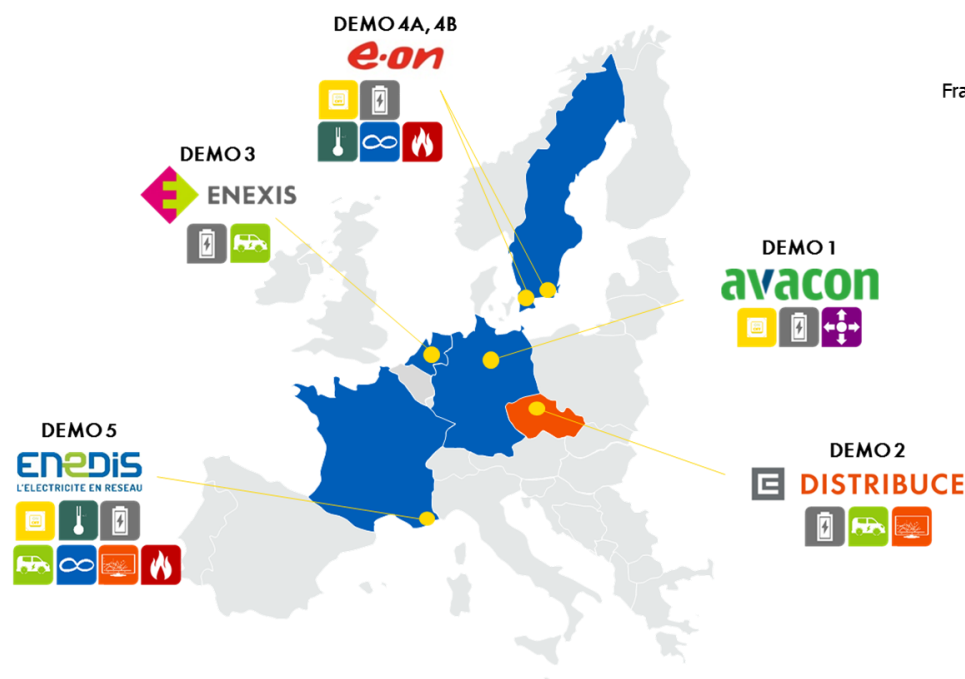 DEMO 4A, 4B
e·on
Fra
DEMO 3
ENEXIS
DEMO 1
avacon
DEMO 5
ENEDIS
L'ELECTRICITE EN RESEAU
DEMO 2
DISTRIBUCE